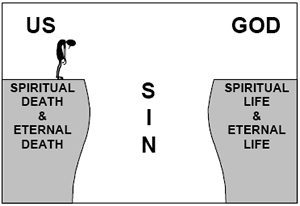 US
GOD
SPIRITUAL
DEATH
&
ETERNAL
DEATH
S
I
N
SPIRITUAL
LIFE
&
ETERNAL
LIFE